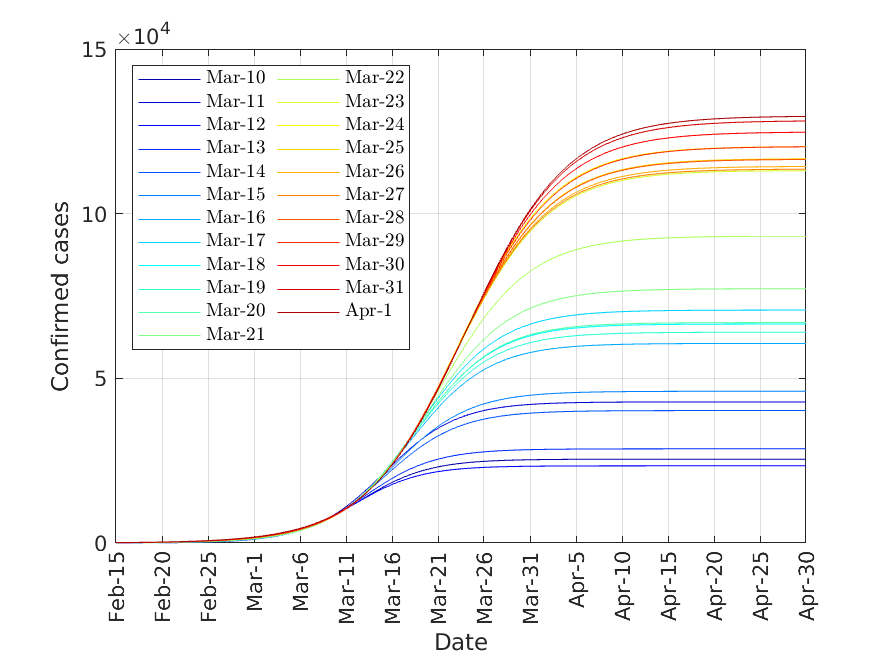 ×10^4
15
10
5
0
Confirmed cases
Mar-10 Mar-22
Mar-11 Mar-23
Mar-12 Mar-24
Mar-13 Mar-25
Mar-14 Mar-26
Mar-15 Mar-27
Mar-16 Mar-28
Mar-17 Mar-29
Mar-18 Mar-30
Mar-19 Mar-31
Mar-20 Apr-1
Mar-21
Feb-15 Feb-20 Feb-25 Mar-1 Mar-6 Mar-11 Mar-16 Mar-21 Mar-26 Mar-31 Apr-5 Apr-10 Apr-15 Apr-20 Apr-25 Apr-30
Date